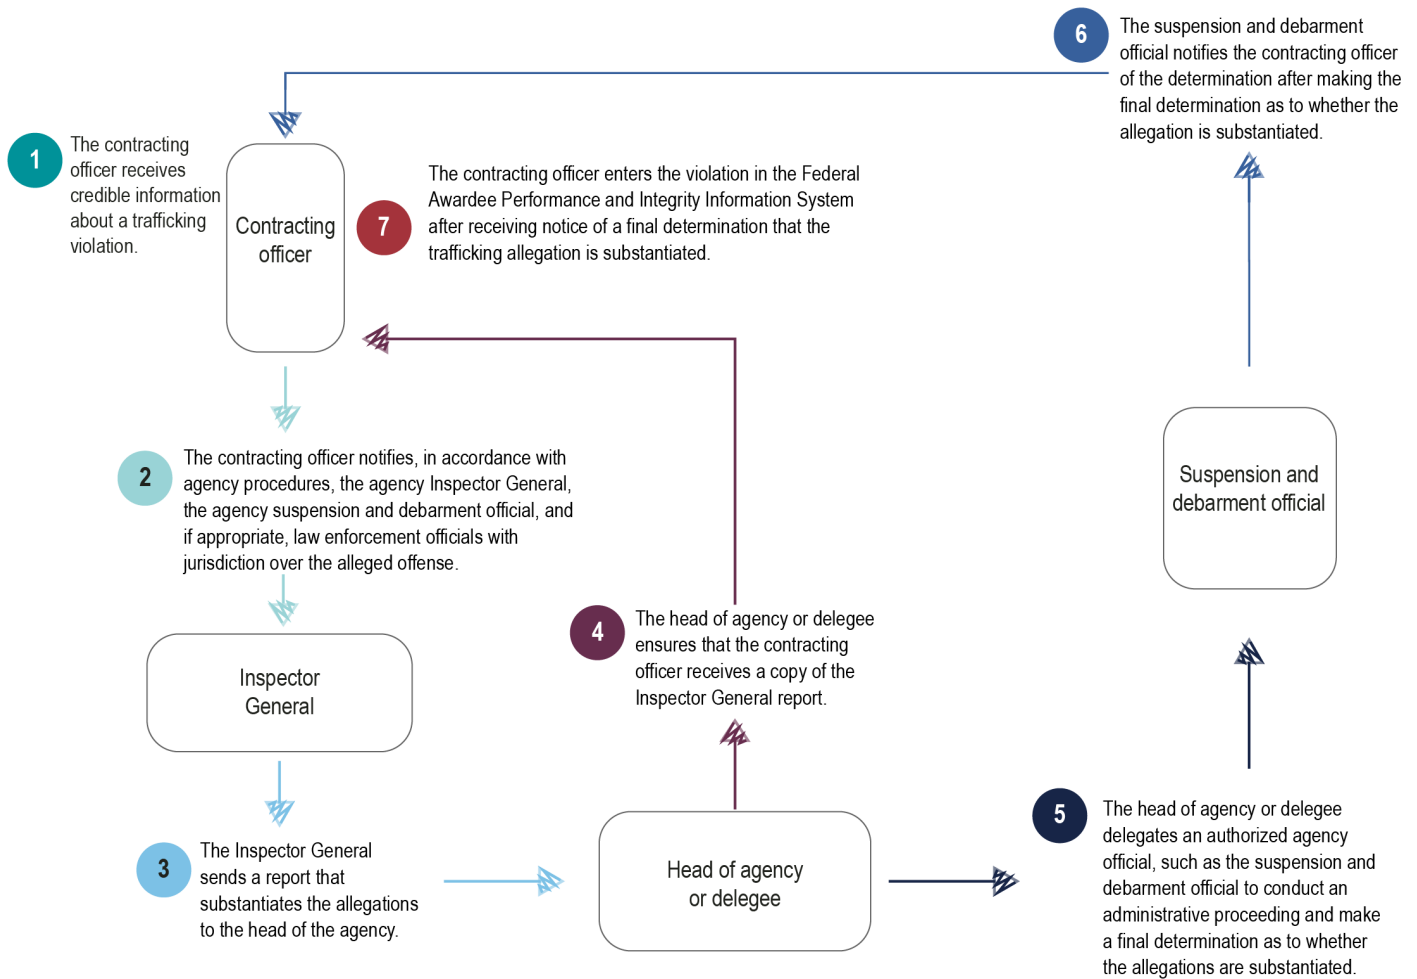 6
The suspension and debarment
official notifies the contracting officer
of the determination after making the
final determination as to whether the
allegation is substantiated.
1
The contracting
officer receives
credible information
about a trafficking
violation.
Contracting
officer
7
The contracting officer enters the violation in the Federal
Awardee Performance and Integrity Information System
after receiving notice of a final determination that the
trafficking allegation is substantiated.
2
The contracting officer notifies, in accordance with
agency procedures, the agency Inspector General,
the agency suspension and debarment official, and
if appropriate, law enforcement officials with
jurisdiction over the alleged offense.
Suspension and
debarment official
Inspector
General
4
The head of agency or delegee
ensures that the contracting
officer receives a copy of the
Inspector General report.
3
The Inspector General
sends a report that
substantiates the allegations
to the head of the agency.
Head of agency
or delegee
5
The head of agency or delegee
delegates an authorized agency
official, such as the suspension and
debarment official to conduct an
administrative proceeding and make
a final determination as to whether
the allegations are substantiated.